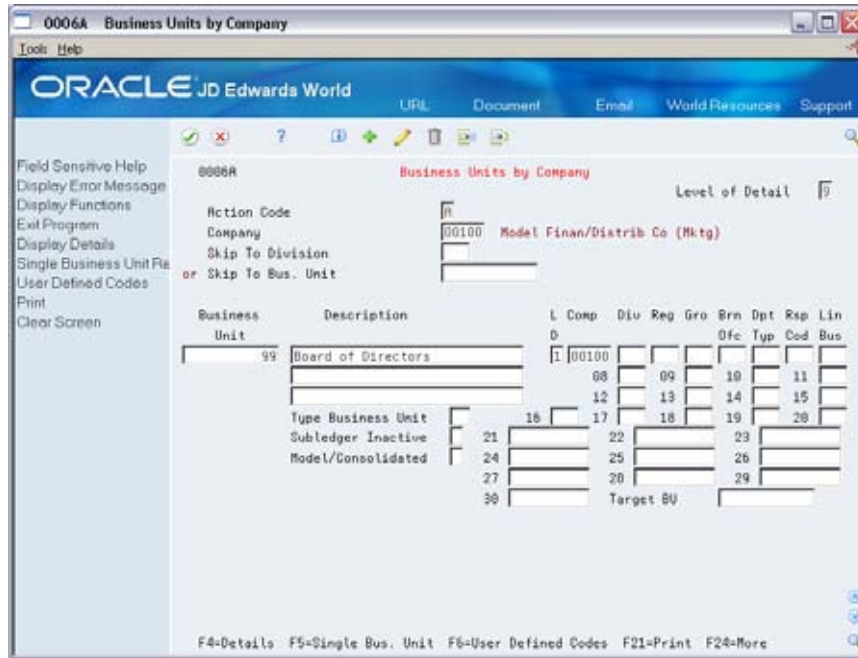 0006A Business Units by Company
Tools Help
ORACLE JD Edwards World
URL Document Email World Resources Support
Field Sensitive Help
Display Error Message
Display Functions
Exit Program
Display Details
Single Business Unit Re
User Defined Codes
Print
Clear Screen
0006A Business Units by Company
Level of Detail 9
Action Code A
Company 00100 Model Finan/Distrib Co (Mktg)
Skip To Division
or Skip To Bus. Unit
Business Description L Comp Div Reg Gro Brn Dpt Rsp Lin
Unit D Ofc Typ Cod Bus
99 Board of Directors 1 00100
08 09 10 11
12 13 14 15
Type Business Unit 16 17 18 19 20
Subledger Inactive 21 22 23
Model/Consolidated 24 25 26
27 28 29
30 Target BU
F4=Details F5=Single Bus. Unit F6=User Defined Codes F21=Print F24=More